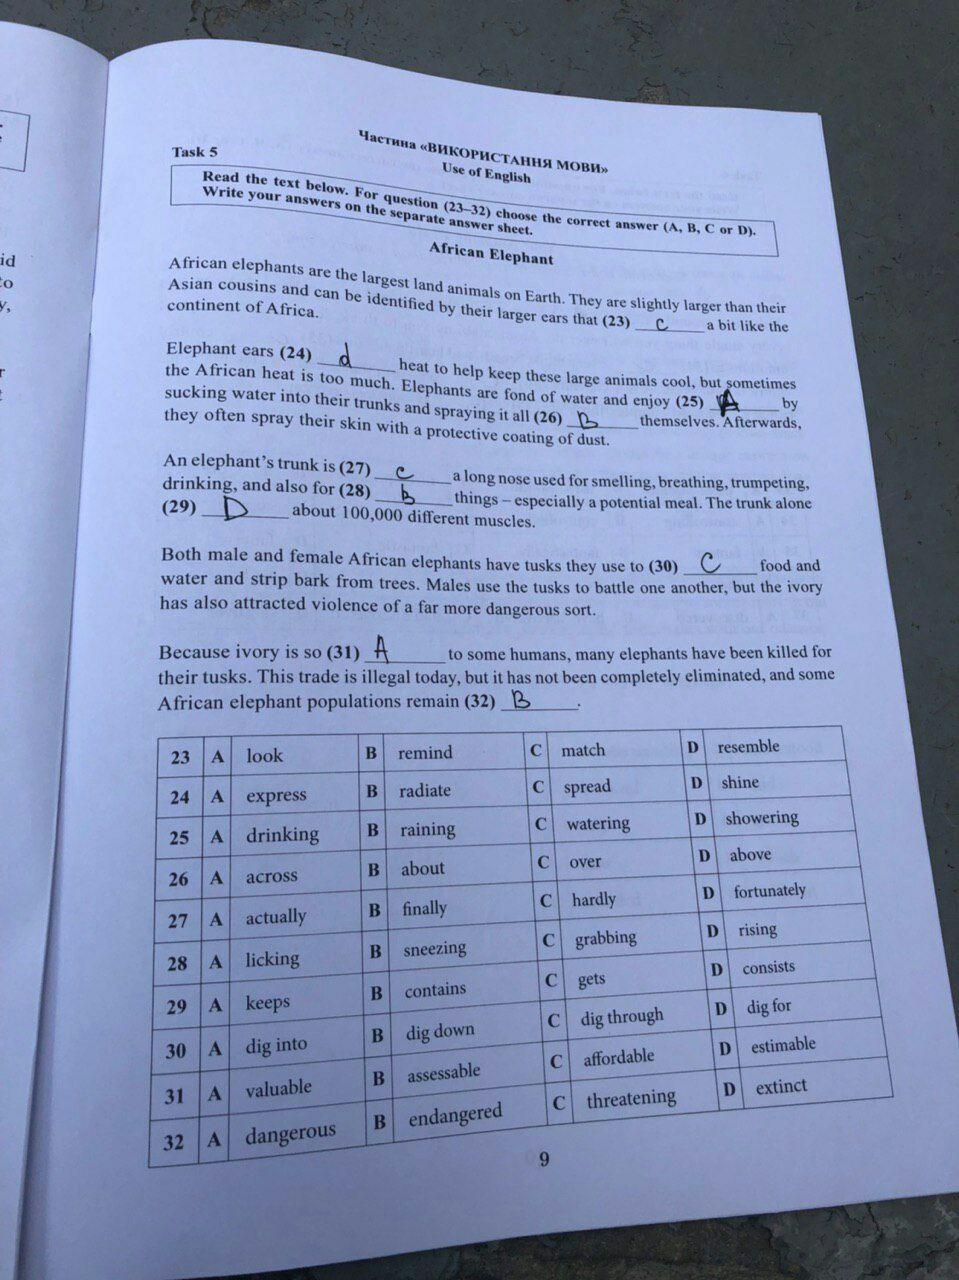 Частина «ВИКОРИСТАННЯ МОВИ»
Use of English
Task 5
Read the text below. For question (23–32) choose the correct answer (A, B, C or D).
Write your answers on the separate answer sheet.
African Elephant
African elephants are the largest land animals on Earth. They are slightly larger than their
Asian cousins and can be identified by their larger ears that (23) c a bit like the
continent of Africa.
Elephant ears (24) d heat to help keep these large animals cool, but sometimes
the African heat is too much. Elephants are fond of water and enjoy (25) A by
sucking water into their trunks and spraying it all (26) B themselves. Afterwards,
they often spray their skin with a protective coating of dust.
An elephant's trunk is (27) c a long nose used for smelling, breathing, trumpeting,
drinking, and also for (28) b things – especially a potential meal. The trunk alone
(29) D about 100,000 different muscles.
Both male and female African elephants have tusks they use to (30) C food and
water and strip bark from trees. Males use the tusks to battle one another, but the ivory
has also attracted violence of a far more dangerous sort.
Because ivory is so (31) A to some humans, many elephants have been killed for
their tusks. This trade is illegal today, but it has not been completely eliminated, and some
African elephant populations remain (32) B.
23 A look B remind C match D resemble
24 A express B radiate C spread D shine
25 A drinking B raining C watering D showering
26 A across B about C over D above
27 A actually B finally C hardly D fortunately
28 A licking B sneezing C grabbing D rising
29 A keeps B contains C gets D consists
30 A dig into B dig down C dig through D dig for
31 A valuable B assessable C affordable D estimable
32 A dangerous B endangered C threatening D extinct
9
id
to
y,
r